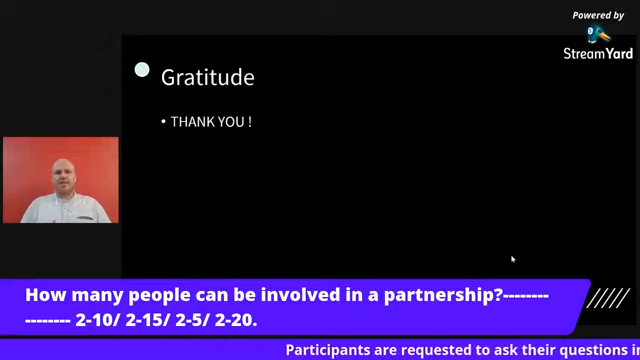 Powered by
StreamYard
Gratitude
• THANK YOU !
How many people can be involved in a partnership?--------
--------- 2-10/ 2-15/ 2-5/ 2-20.
Participants are requested to ask their questions in